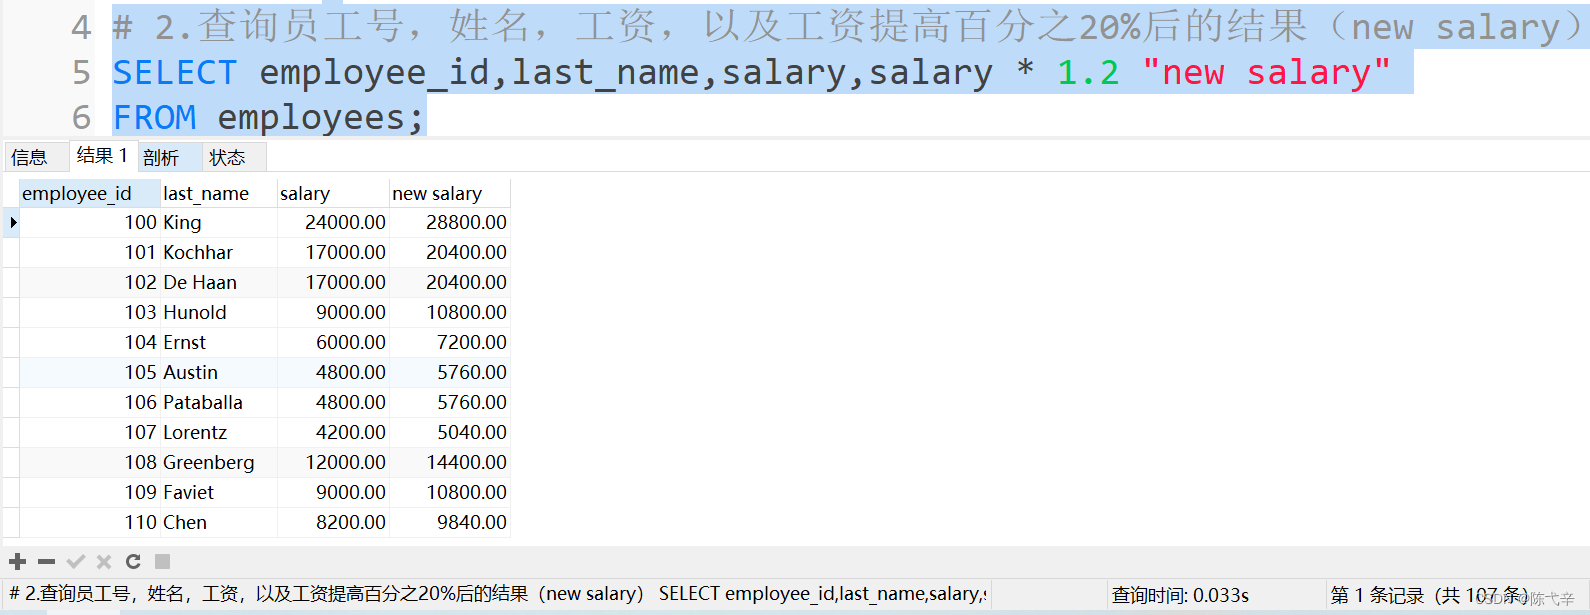 4 # 2.查询员工号，姓名，工资，以及工资提高百分之20%后的结果（new salary）
5 SELECT employee_id,last_name,salary,salary * 1.2 "new salary"
6 FROM employees;
信息 结果 1 剖析 状态
employee_id last_name salary new salary
100 King 24000.00 28800.00
101 Kochhar 17000.00 20400.00
102 De Haan 17000.00 20400.00
103 Hunold 9000.00 10800.00
104 Ernst 6000.00 7200.00
105 Austin 4800.00 5760.00
106 Pataballa 4800.00 5760.00
107 Lorentz 4200.00 5040.00
108 Greenberg 12000.00 14400.00
109 Faviet 9000.00 10800.00
110 Chen 8200.00 9840.00
# 2.查询员工号，姓名，工资，以及工资提高百分之20%后的结果（new salary） SELECT employee_id,last_name,salary,s 查询时间: 0.033s 第 1 条记录（共 107 条）
CSDN @陈弋辛